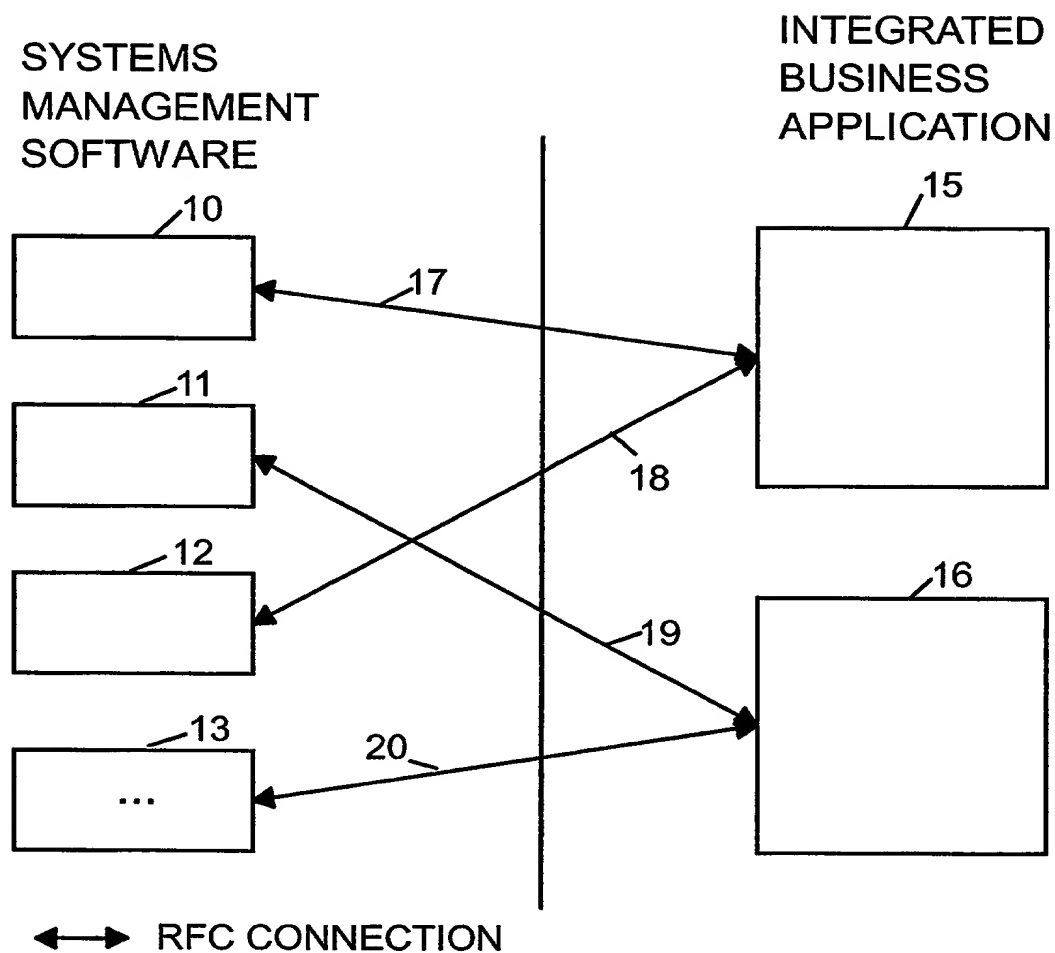 SYSTEMS
MANAGEMENT
SOFTWARE
INTEGRATED
BUSINESS
APPLICATION
10
15
17
11
18
12
16
19
13
20
...
RFC CONNECTION